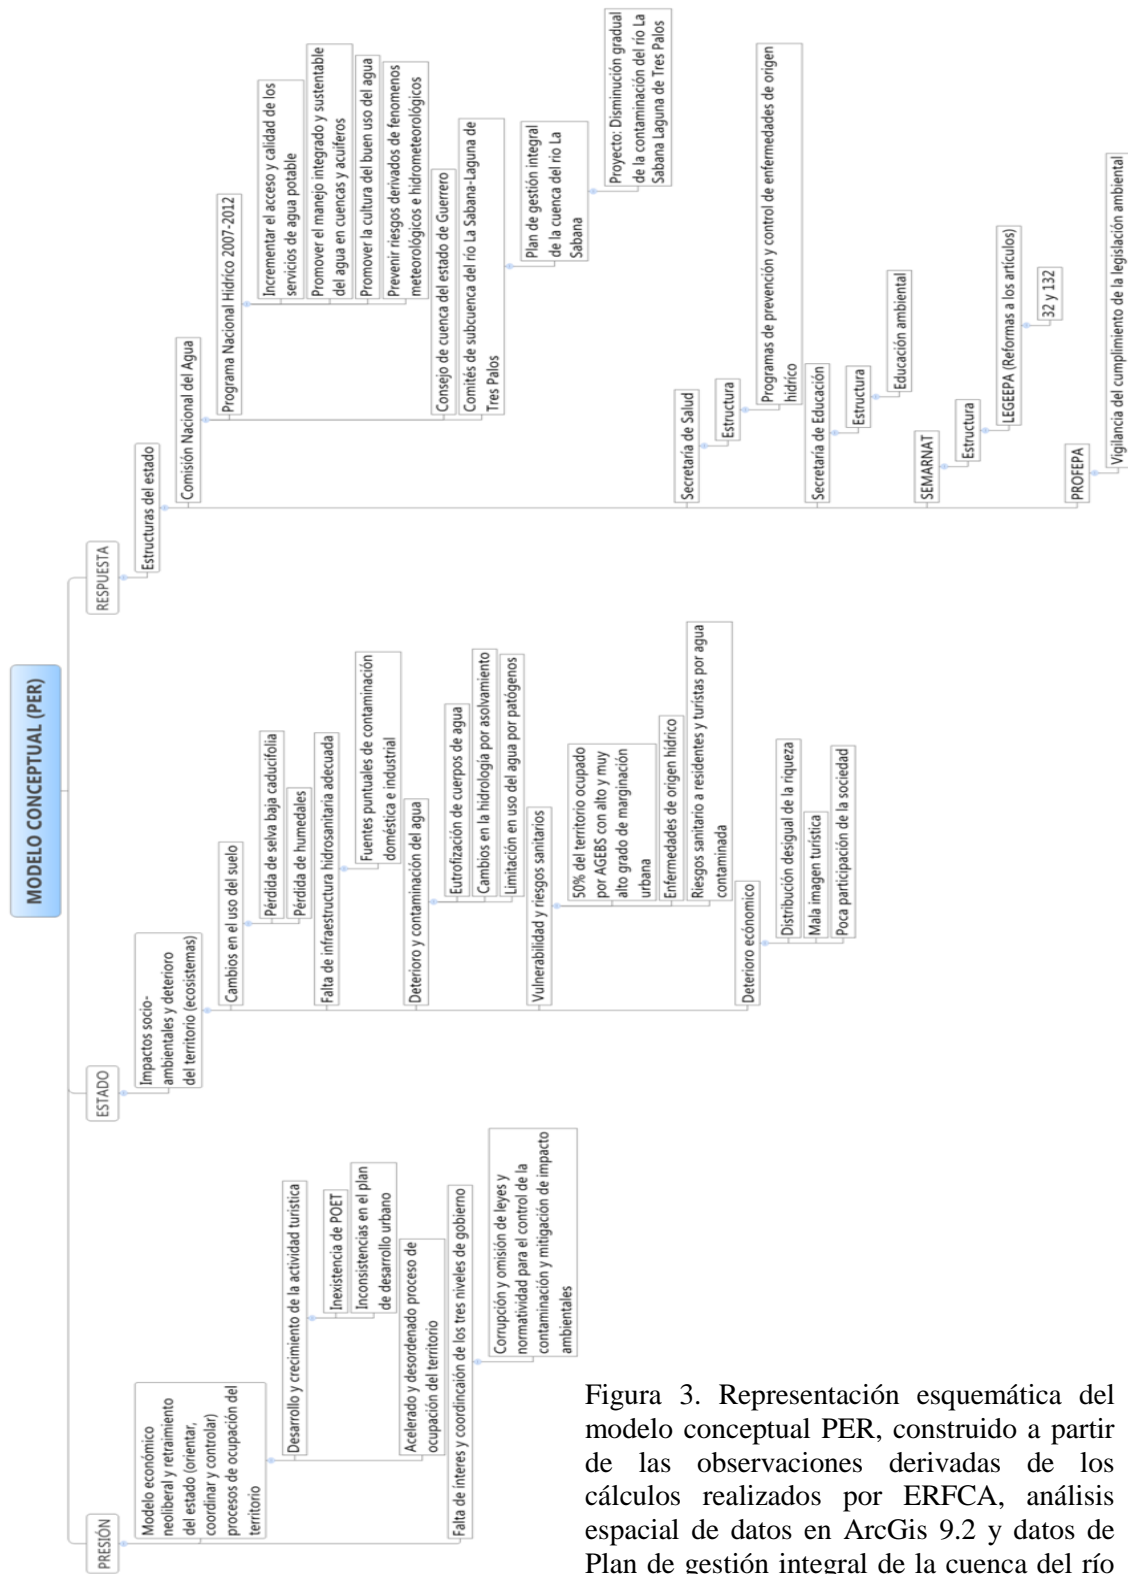 MODELO CONCEPTUAL (PER)
PRESIÓN
Modelo económico
neoliberal y retraimiento
del estado (orientar,
coordinar y controlar)
procesos de ocupación del
territorio
Desarrollo y crecimiento de la actividad turística
Inexistencia de POET
Inconsistencias en el plan
de desarrollo urbano
Acelerado y desordenado proceso de
ocupación del territorio
Falta de interes y coordincaión de los tres niveles de gobierno
Corrupción y omisión de leyes y
normatividad para el control de la
contaminación y mitigación de impacto
ambientales
ESTADO
Impactos socio-
ambientales y deterioro
del territorio (ecosistemas)
Cambios en el uso del suelo
Pérdida de selva baja caducifolia
Pérdida de humedales
Falta de infraestructura hidrosanitaria adecuada
Fuentes puntuales de contaminación
doméstica e industrial
Deterioro y contaminación del agua
Eutrofización de cuerpos de agua
Cambios en la hidrología por asolvamiento
Limitación en uso del agua por patógenos
Vulnerabilidad y riesgos sanitarios
50% del territorio ocupado
por AGEBS con alto y muy
alto grado de marginación
urbana
Enfermedades de origen hídrico
Riesgos sanitario a residentes y turistas por agua
contaminada
Deterioro ecónomico
Distribución desigual de la riqueza
Mala imagen turística
Poca participación de la sociedad
RESPUESTA
Estructuras del estado
Comisión Nacional del Agua
Programa Nacional Hídrico 2007-2012
Incrementar el acceso y calidad de los
servicios de agua potable
Promover el manejo integrado y sustentable
del agua en cuencas y acuíferos
Promover la cultura del buen uso del agua
Prevenir riesgos derivados de fenomenos
meteorológicos e hidrometeorológicos
Consejo de cuenca del estado de Guerrero
Comités de subcuenca del río La Sabana-Laguna de
Tres Palos
Plan de gestión integral
de la cuenca del río La
Sabana
Proyecto: Disminución gradual
de la contaminación del río La
Sabana Laguna de Tres Palos
Secretaría de Salud
Estructura
Programas de prevención y control de enfermedades de origen
hídrico
Secretaría de Educación
Estructura
Educación ambiental
SEMARNAT
Estructura
LEGEEPA (Reformas a los artículos)
32 y 132
PROFEPA
Vigilancia del cumplimiento de la legislación ambiental
Figura 3. Representación esquemática del
modelo conceptual PER, construido a partir
de las observaciones derivadas de los
cálculos realizados por ERFCA, análisis
espacial de datos en ArcGis 9.2 y datos de
Plan de gestión integral de la cuenca del río